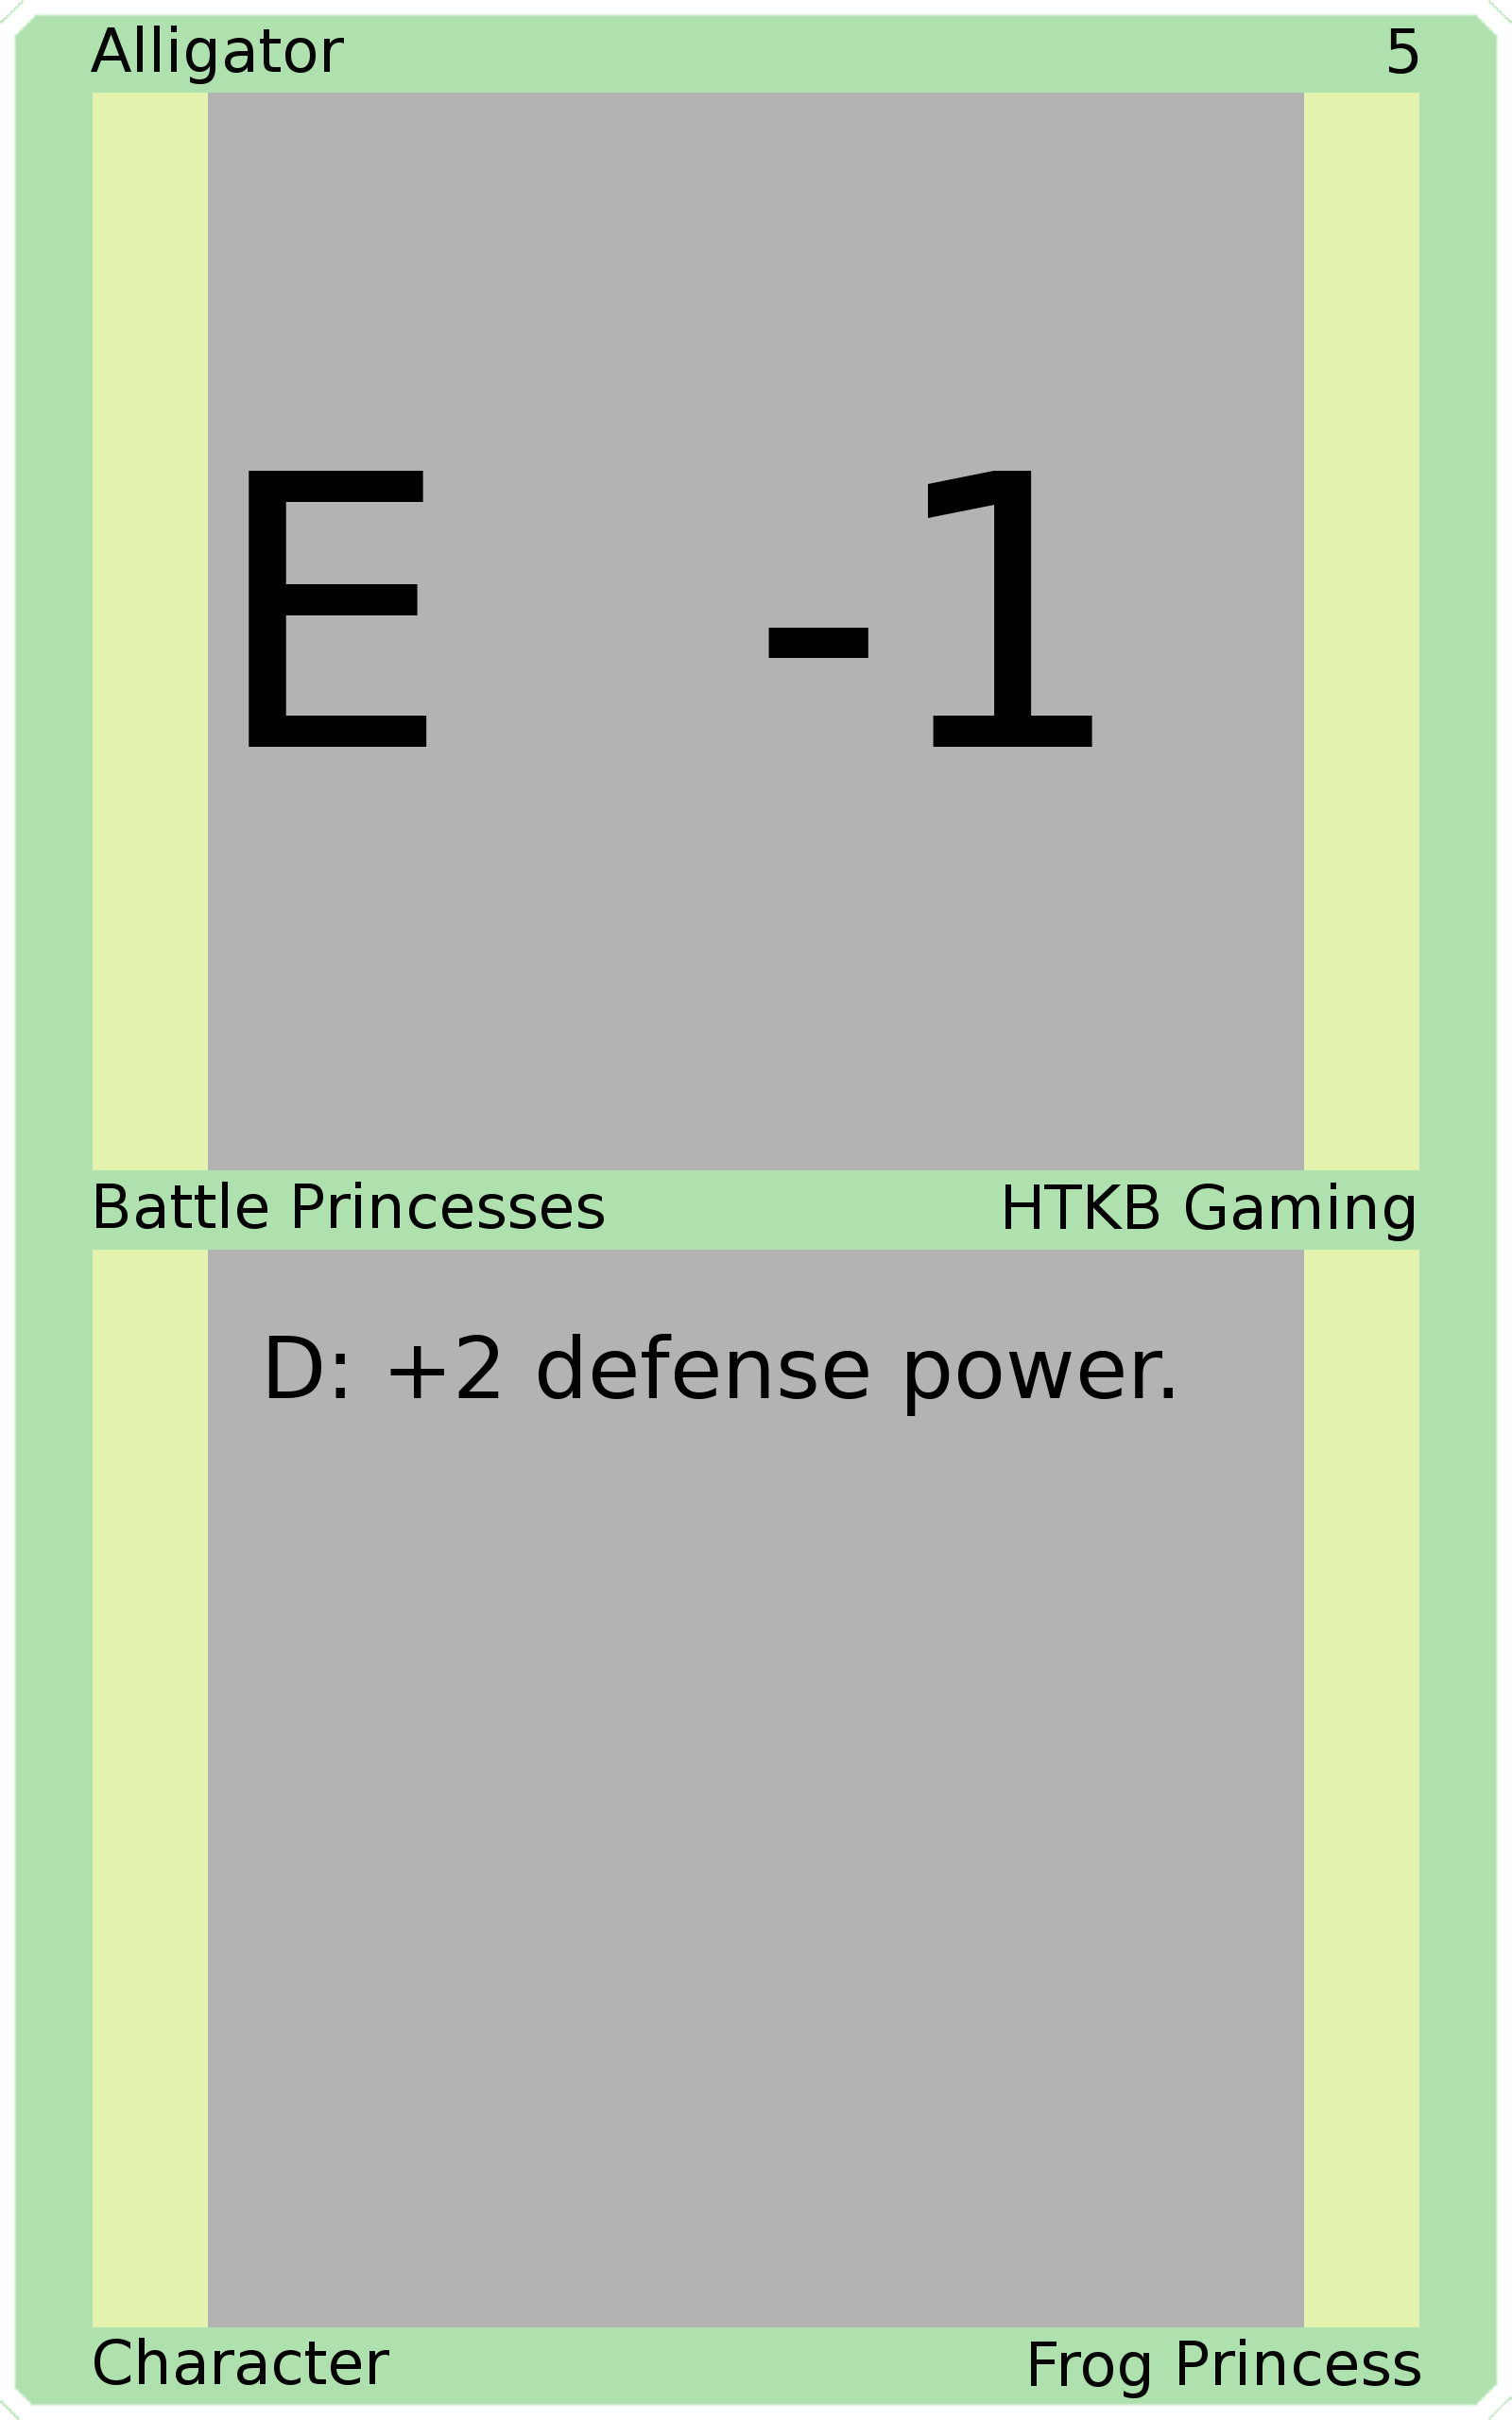 Alligator 5
E -1
Battle Princesses HTKB Gaming
D: +2 defense power.
Character Frog Princess